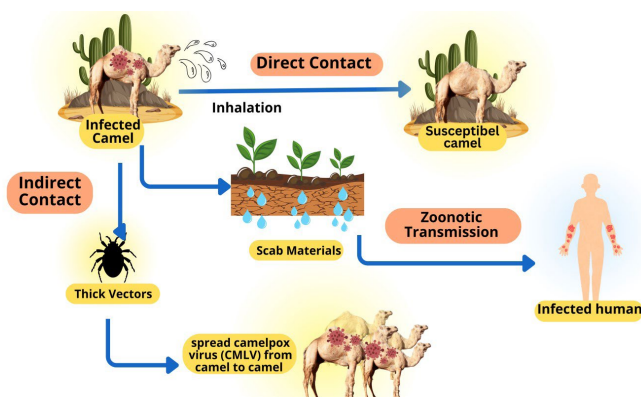 Direct Contact
Inhalation
Infected
Camel
Susceptibel
camel
Indirect
Contact
Zoonotic
Transmission
Scab Materials
Thick Vectors
Infected human
spread camelpox
virus (CMLV) from
camel to camel